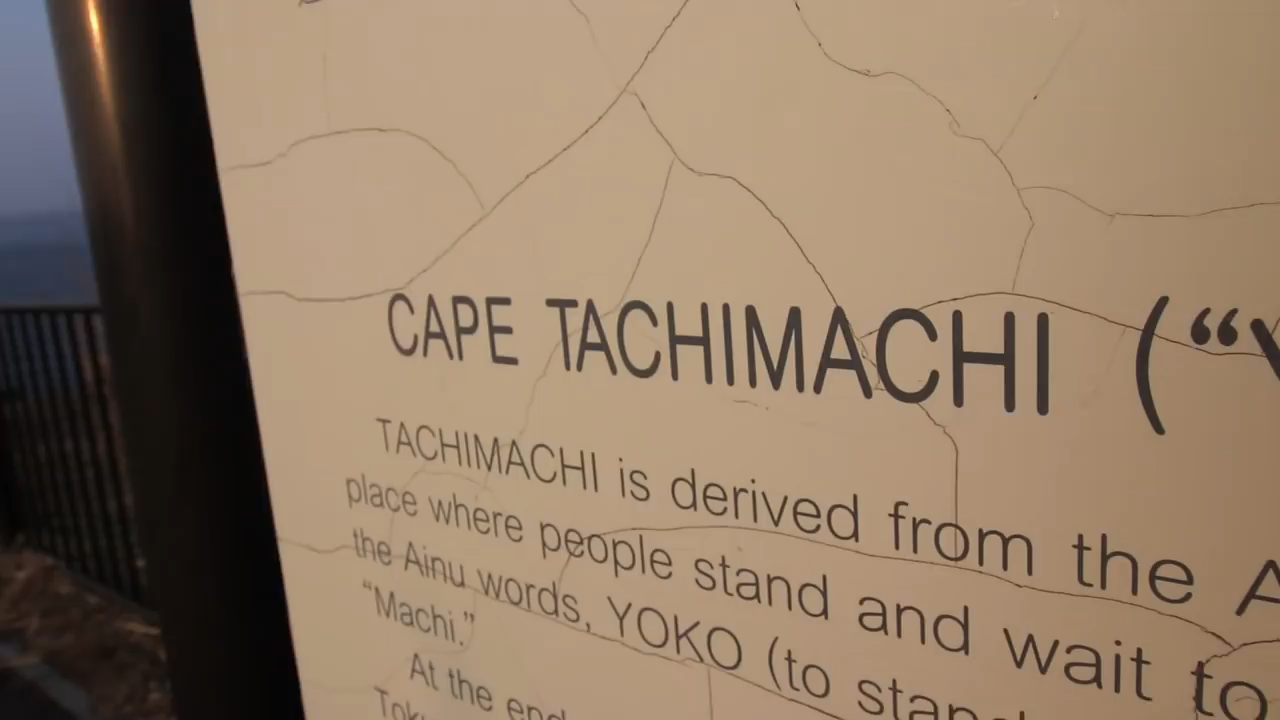 CAPE TACHIMACHI (“
TACHIMACHI is derived from the
place where people stand and wait to
the Ainu words, YOKO (to stand
“Machi.”
At the end